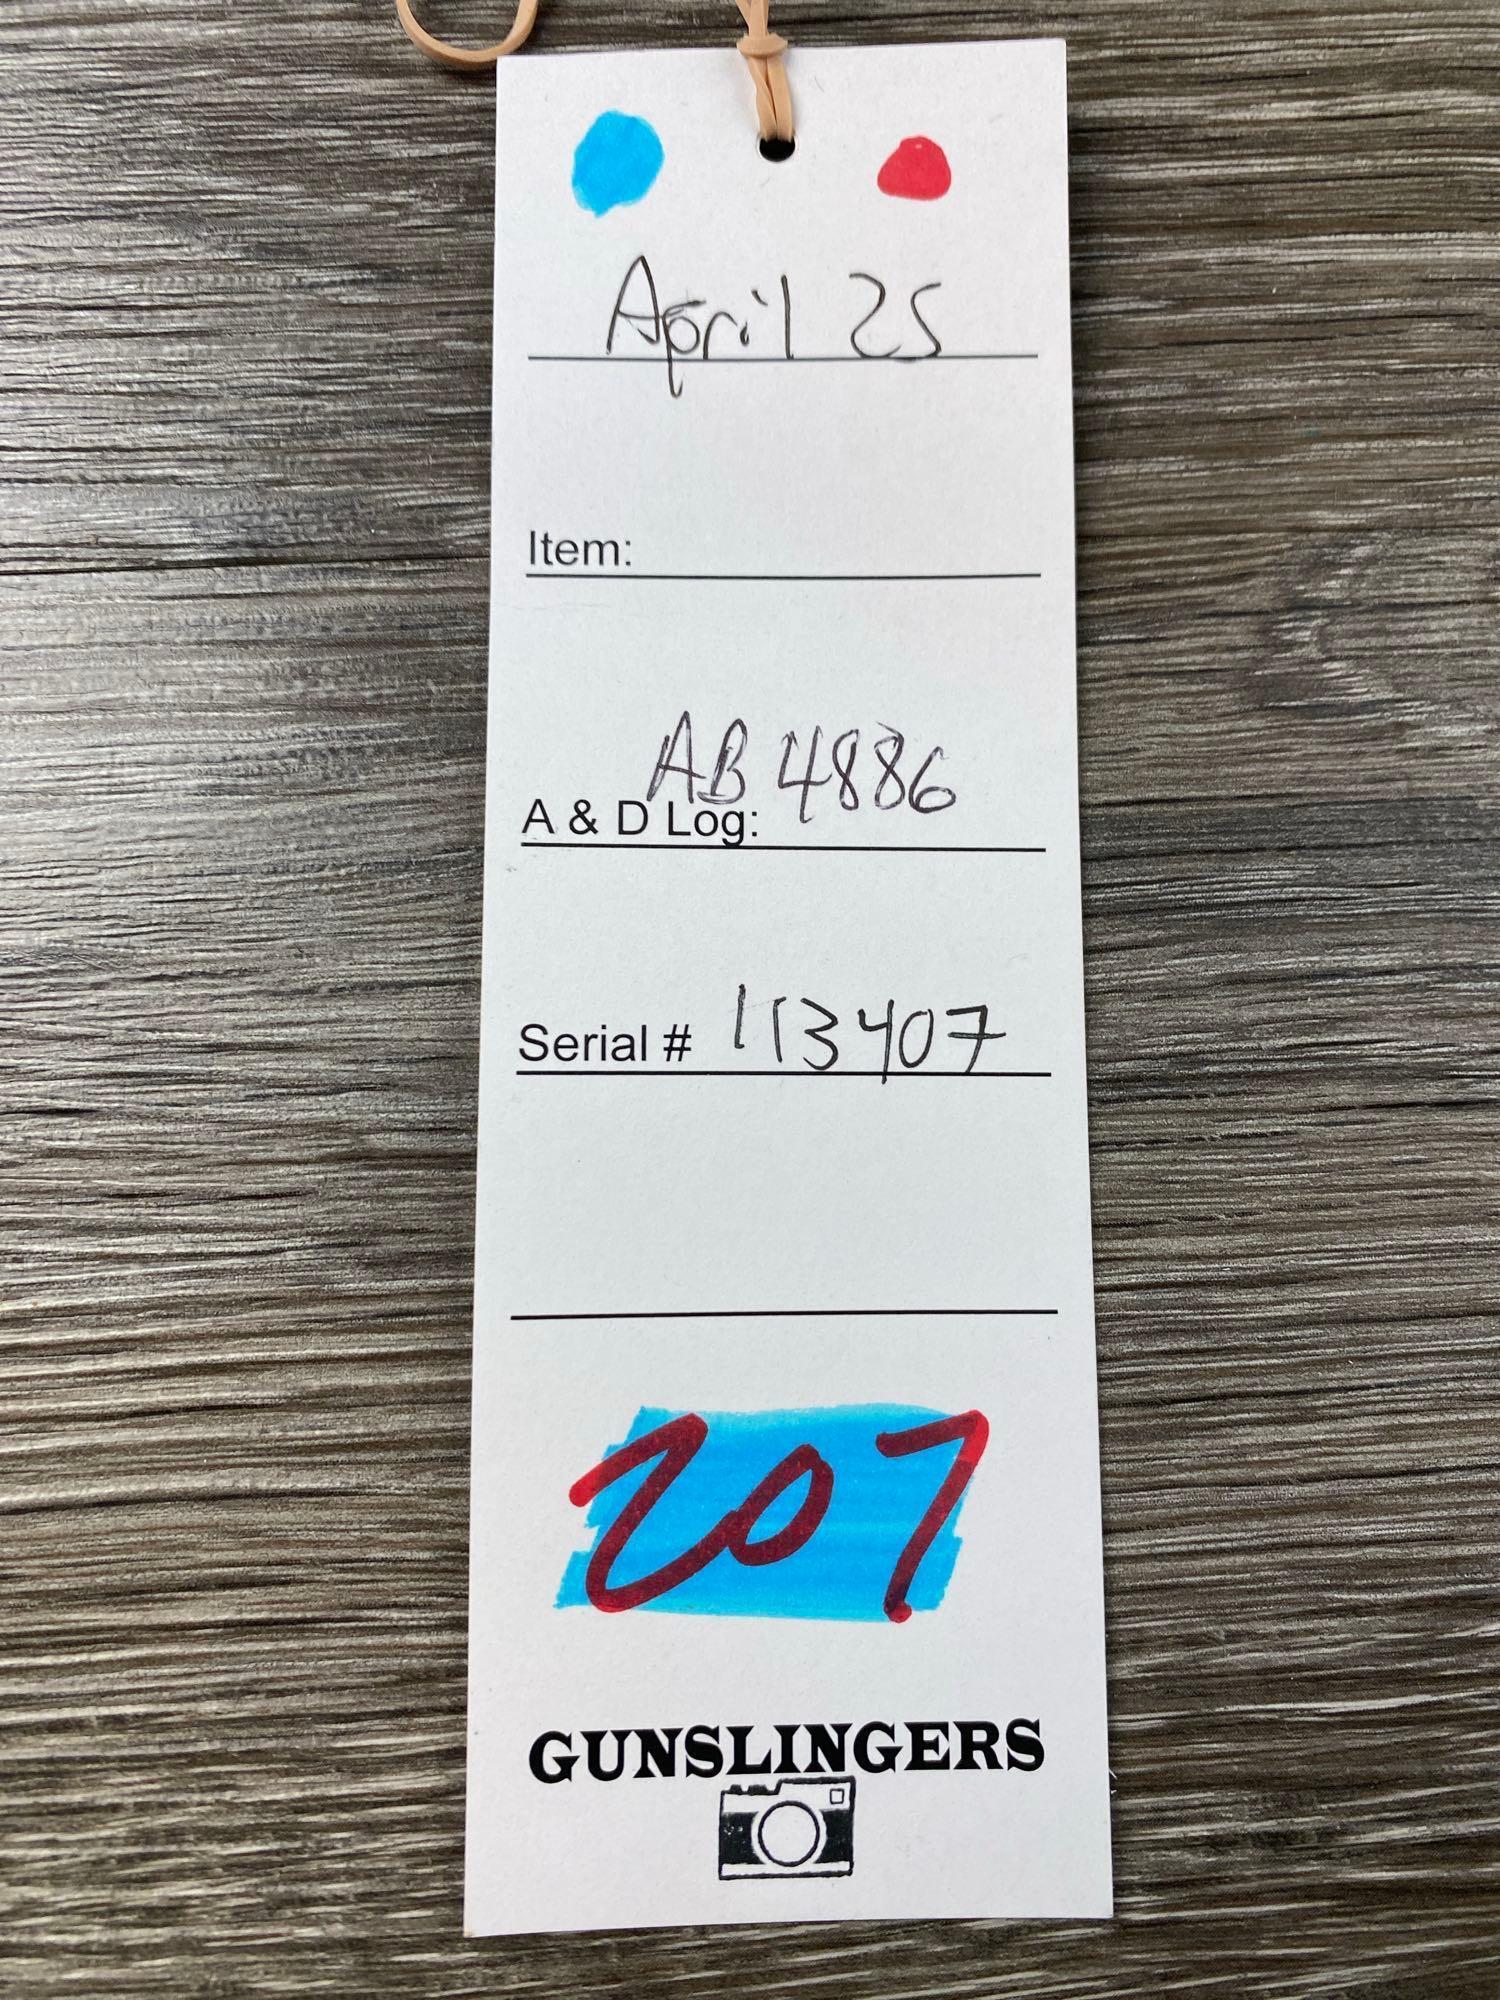 April 25
Item:
AB 4886
A & D Log:
Serial # 113407
207
GUNSLINGERS